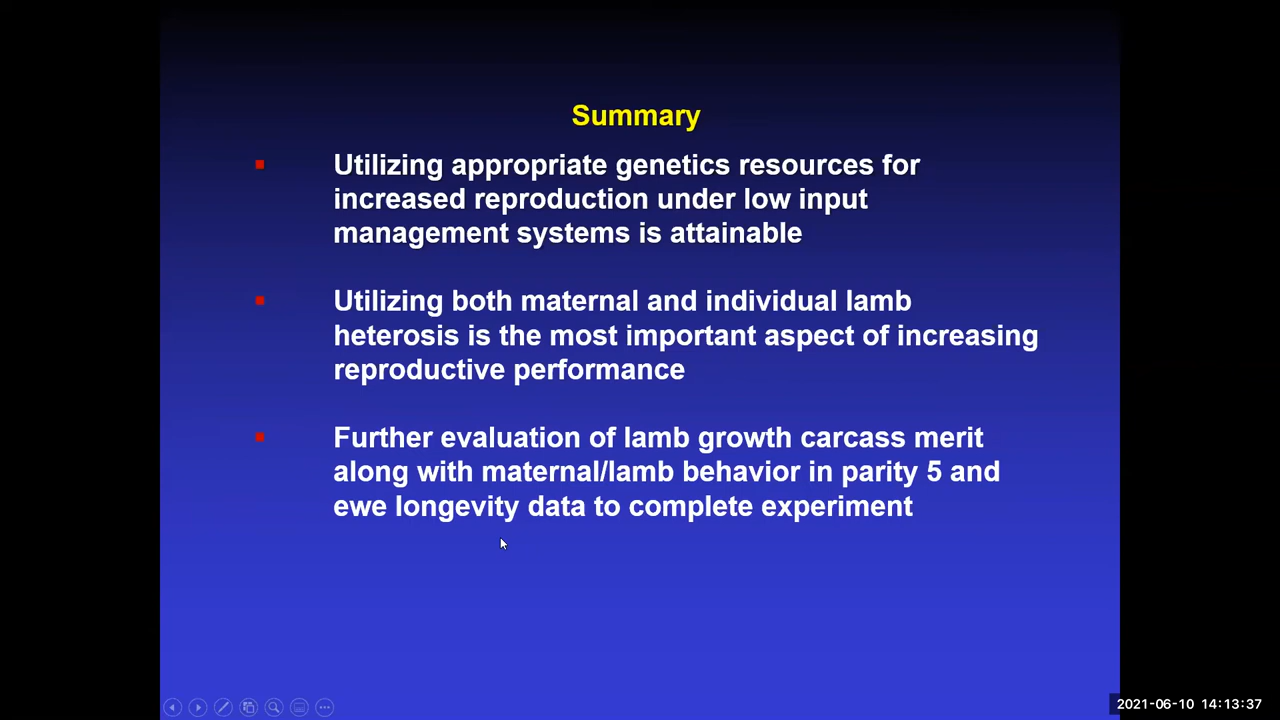 Summary
Utilizing appropriate genetics resources for
increased reproduction under low input
management systems is attainable
Utilizing both maternal and individual lamb
heterosis is the most important aspect of increasing
reproductive performance
Further evaluation of lamb growth carcass merit
along with maternal/lamb behavior in parity 5 and
ewe longevity data to complete experiment
2021-06-10 14:13:37